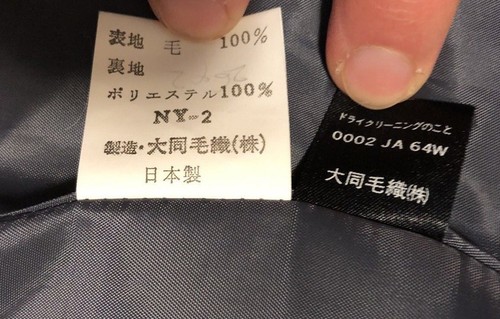 表地 毛 100%
裏地
ポリエステル100%
NY-2
製造・大同毛織(株)
日本製
ドライクリーニングのこと
0002 JA 64W
大同毛織(株)